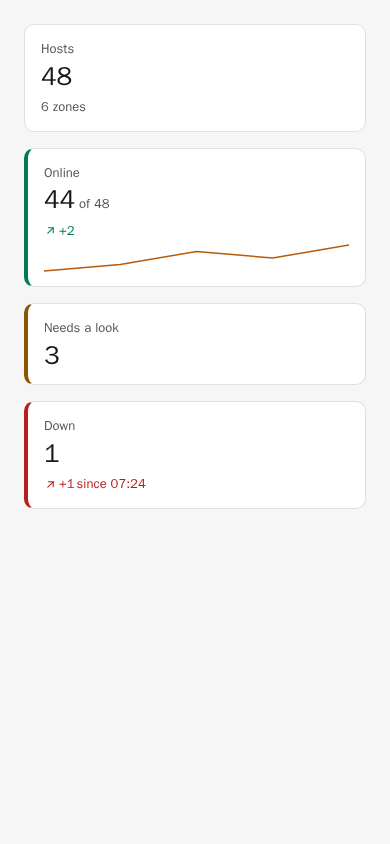 Hosts
48
6 zones
Online
44 of 48
+2
Needs a look
3
Down
1
+1 since 07:24